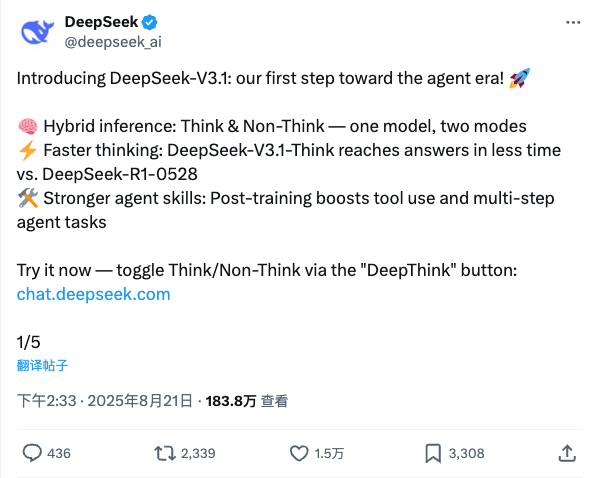 DeepSeek
@deepseek_ai
Introducing DeepSeek-V3.1: our first step toward the agent era! 🚀
🧠 Hybrid inference: Think & Non-Think — one model, two modes
⚡ Faster thinking: DeepSeek-V3.1-Think reaches answers in less time
vs. DeepSeek-R1-0528
🛠️ Stronger agent skills: Post-training boosts tool use and multi-step
agent tasks
Try it now — toggle Think/Non-Think via the "DeepThink" button:
chat.deepseek.com
1/5
翻译帖子
下午2:33 · 2025年8月21日 · 183.8万 查看
436 2,339 1.5万 3,308